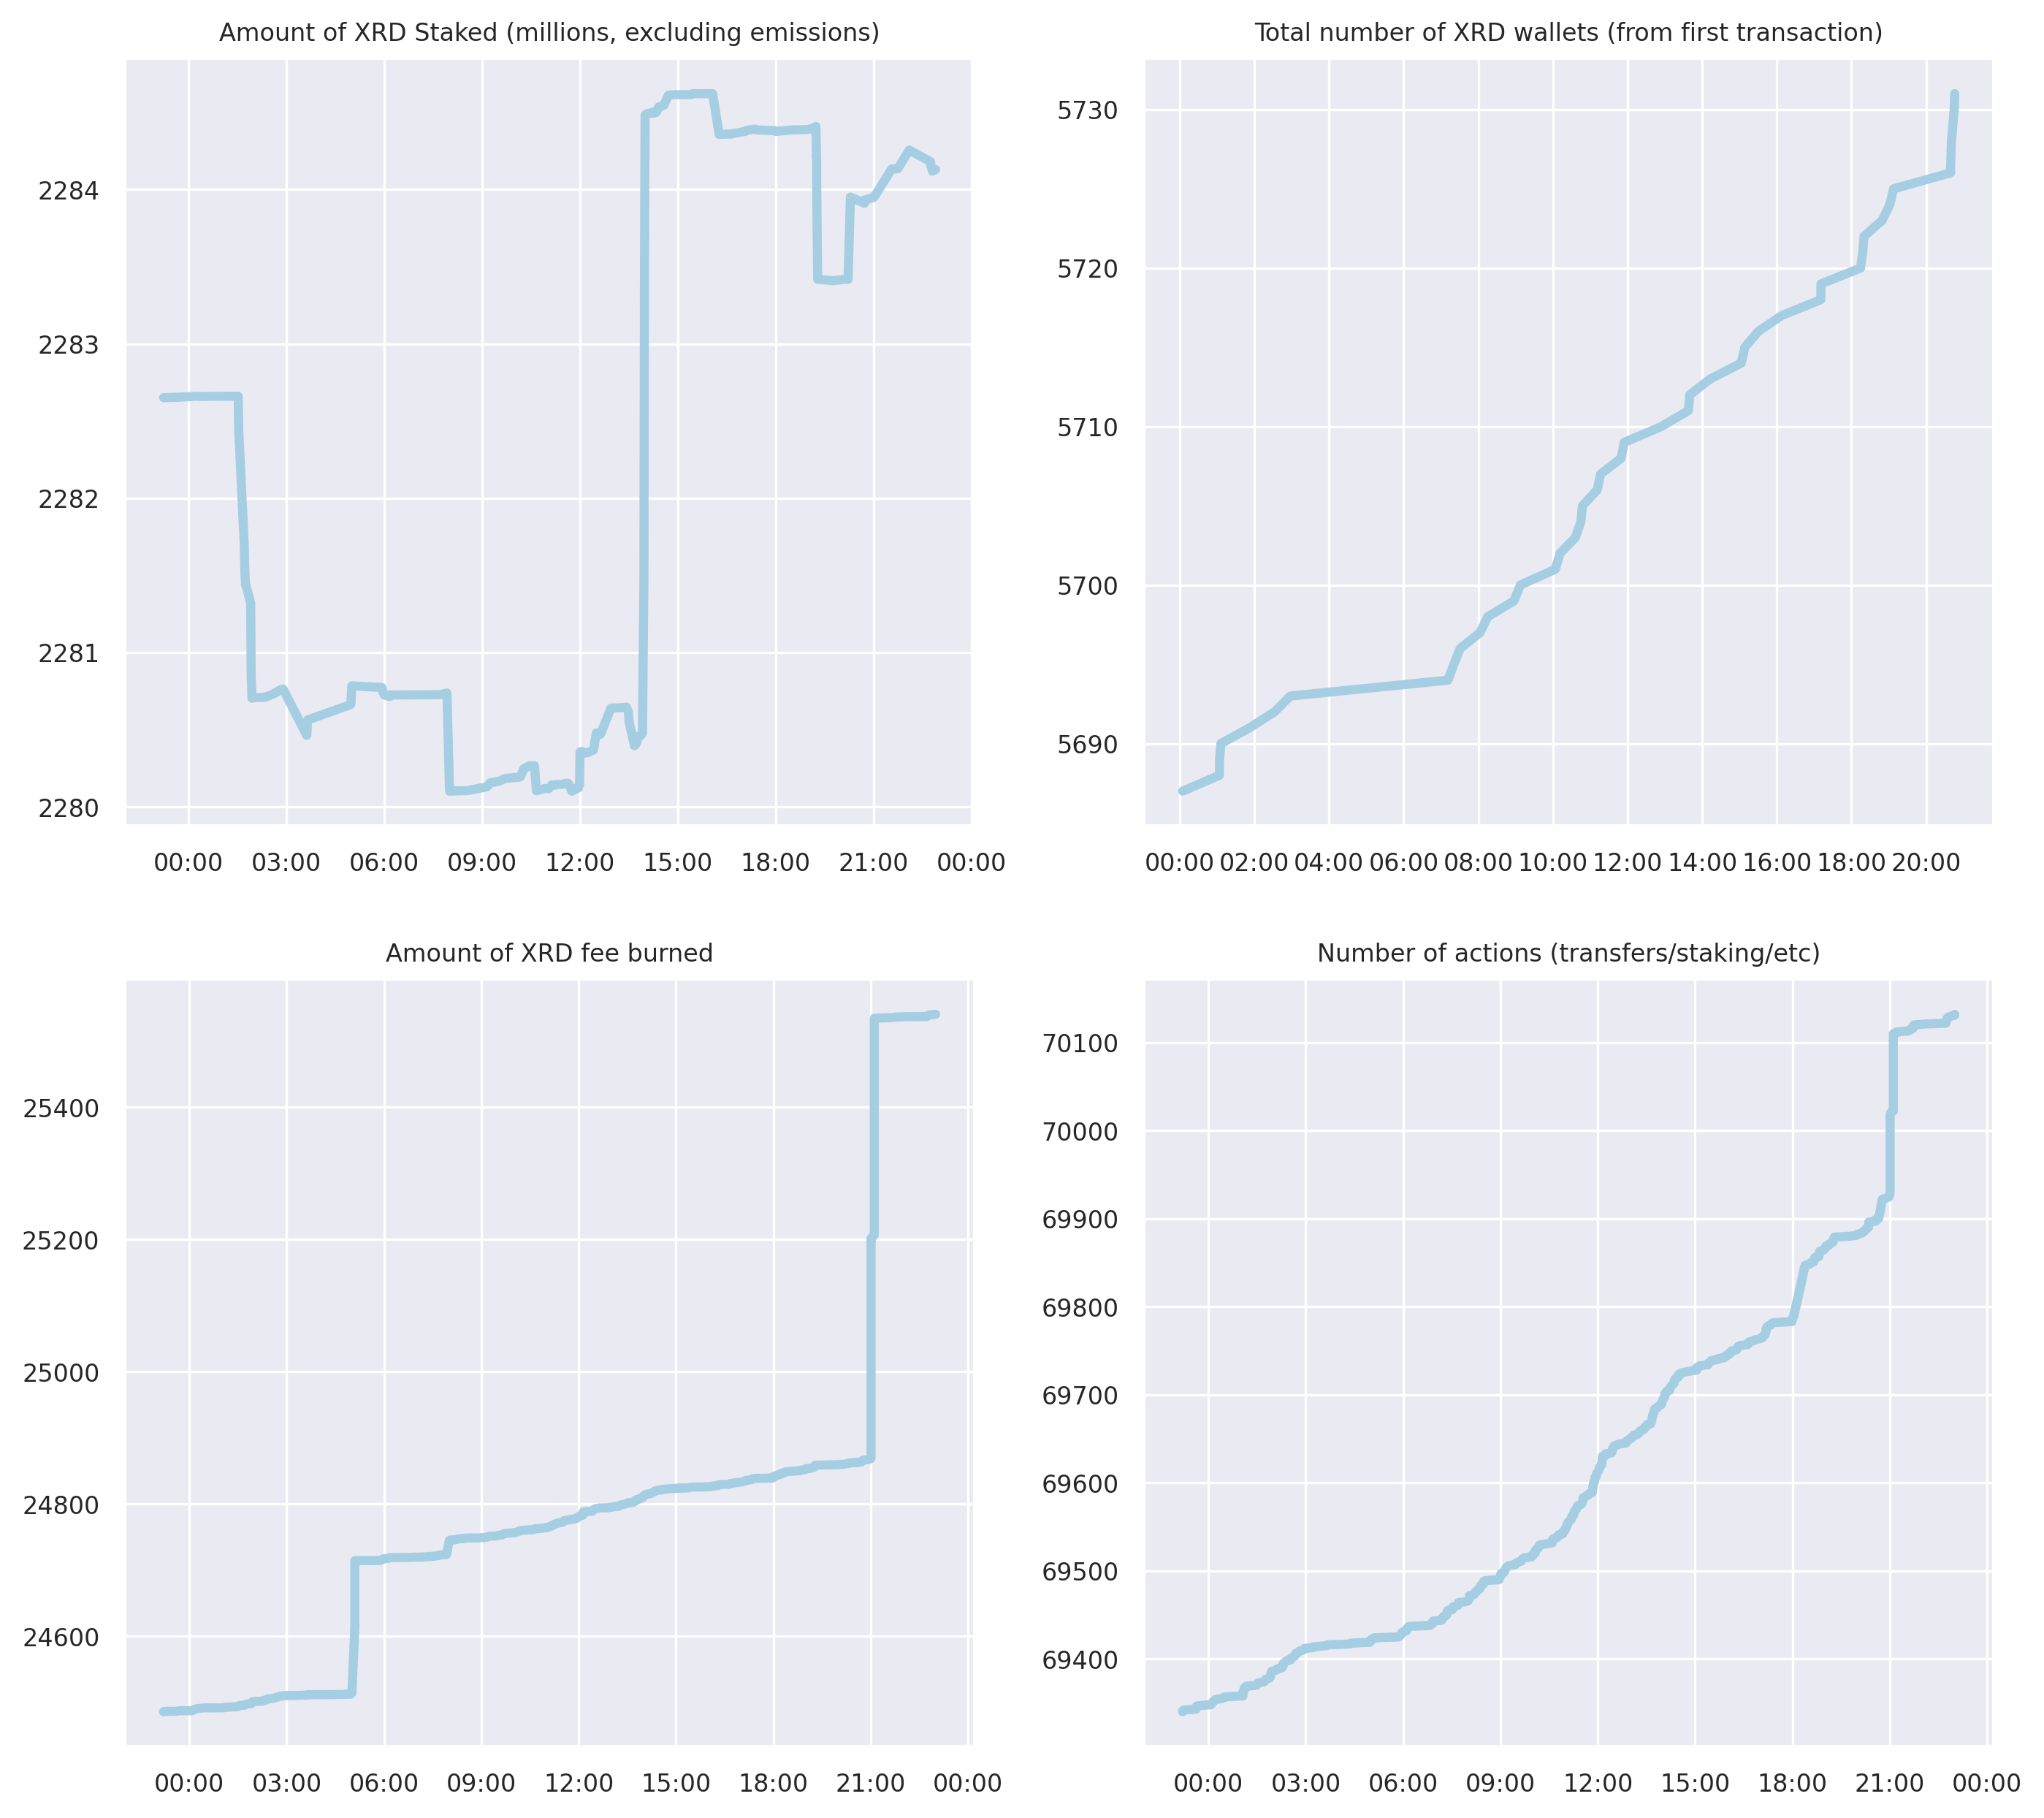 Amount of XRD Staked (millions, excluding emissions)
2284
2283
2282
2281
2280
00:00 03:00 06:00 09:00 12:00 15:00 18:00 21:00 00:00
Total number of XRD wallets (from first transaction)
5730
5720
5710
5700
5690
00:00 02:00 04:00 06:00 08:00 10:00 12:00 14:00 16:00 18:00 20:00
Amount of XRD fee burned
25400
25200
25000
24800
24600
00:00 03:00 06:00 09:00 12:00 15:00 18:00 21:00 00:00
Number of actions (transfers/staking/etc)
70100
70000
69900
69800
69700
69600
69500
69400
00:00 03:00 06:00 09:00 12:00 15:00 18:00 21:00 00:00